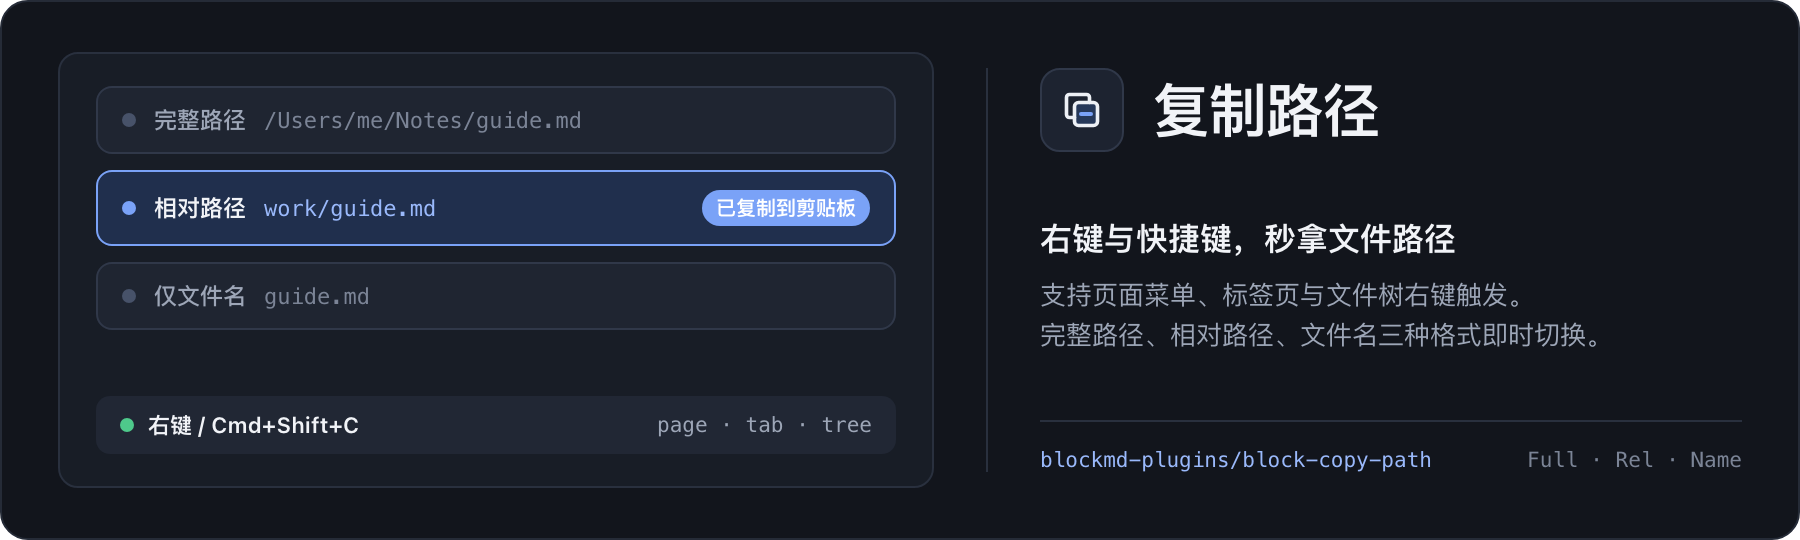 完整路径 /Users/me/Notes/guide.md
相对路径 work/guide.md 已复制到剪贴板
仅文件名 guide.md
右键 / Cmd+Shift+C page · tab · tree
复制路径
右键与快捷键，秒拿文件路径
支持页面菜单、标签页与文件树右键触发。
完整路径、相对路径、文件名三种格式即时切换。
blockmd-plugins/block-copy-path Full · Rel · Name